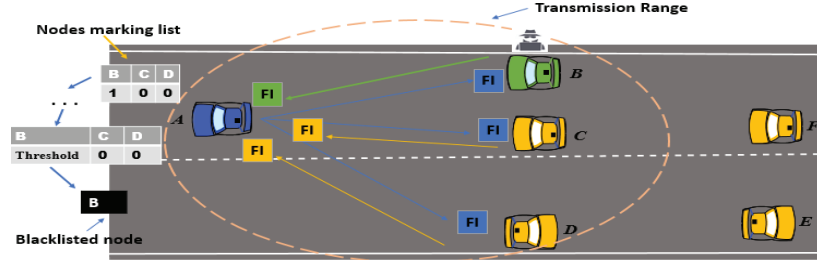 Transmission Range
Nodes marking list
B C D
1 0 0
. . .
B C D
Threshold 0 0
B
Blacklisted node
A
FI
FI
FI
FI
FI
FI
B
C
D
F
E